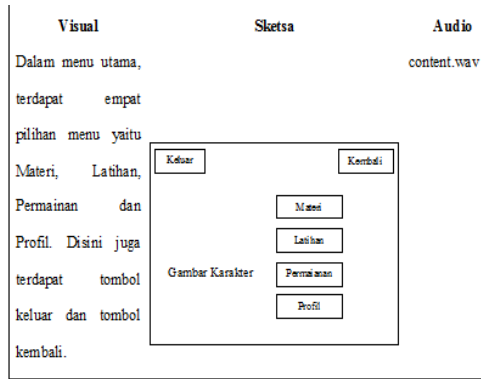 Visual Sketsa Audio
Dalam menu utama,
terdapat empat
pilihan menu yaitu
Materi, Latihan,
Permainan dan
Profil. Disini juga
terdapat tombol
keluar dan tombol
kembali.
Keluar Kembali
Materi
Latihan
Gambar Karakter
Permaianan
Profil
content.wav